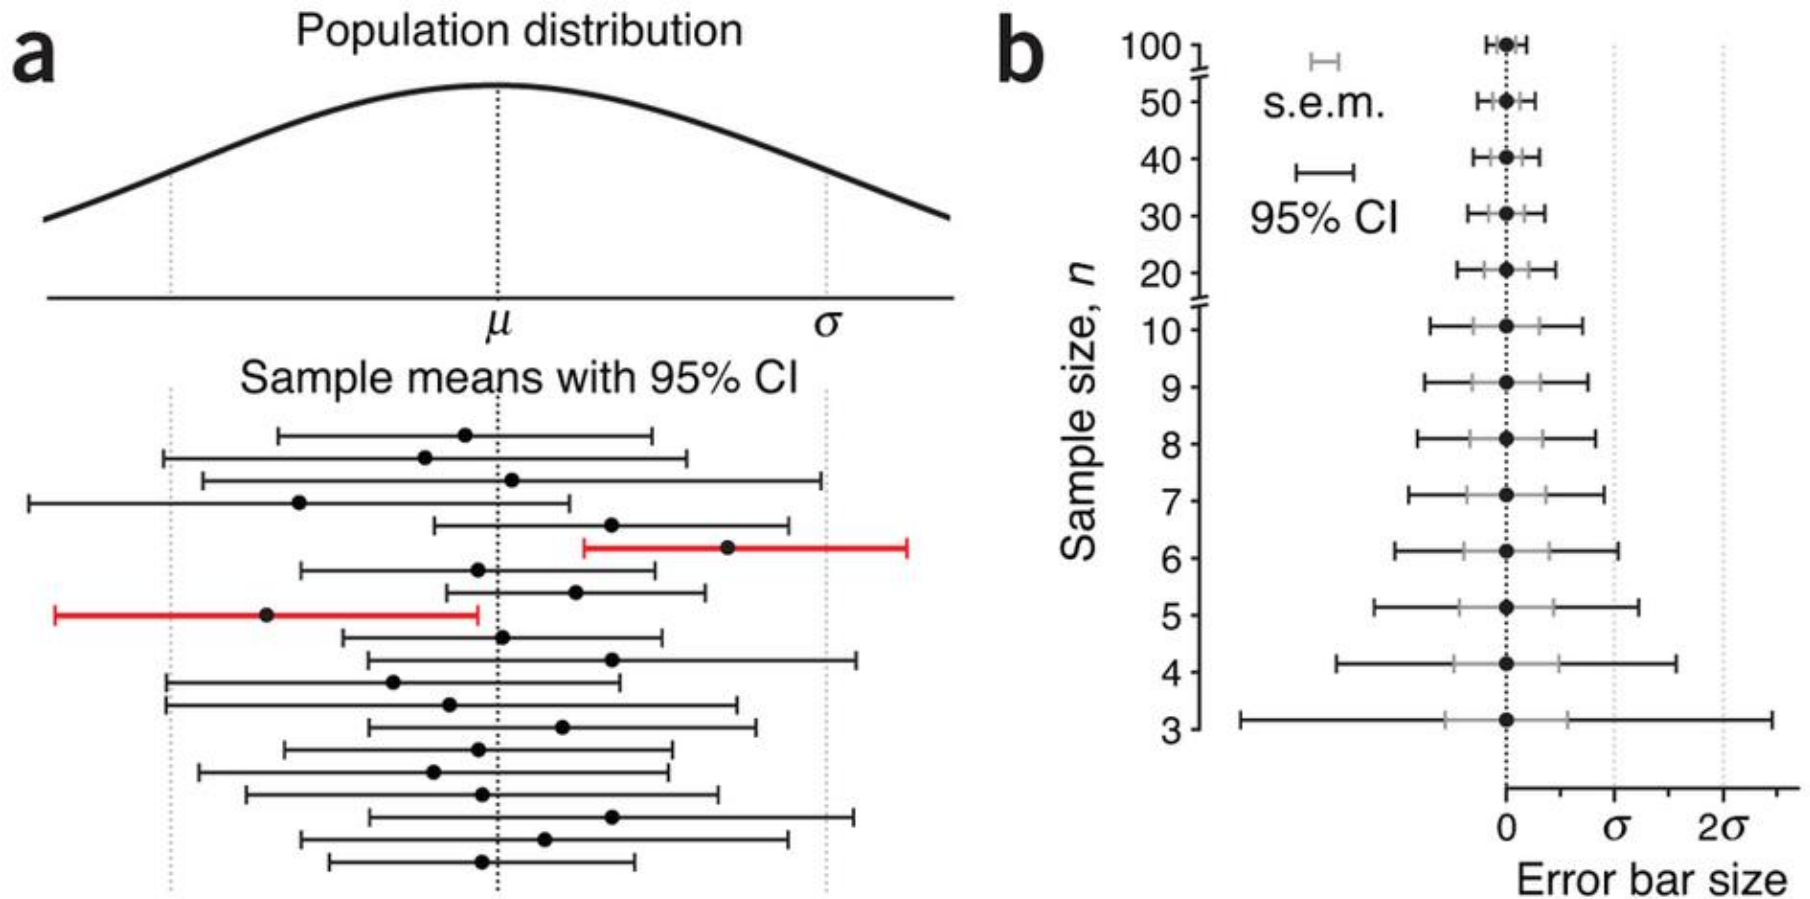 a
Population distribution
μ
σ
Sample means with 95% CI
b
s.e.m.
95% CI
Sample size, n
100
50
40
30
20
10
9
8
7
6
5
4
3
0
σ
2σ
Error bar size